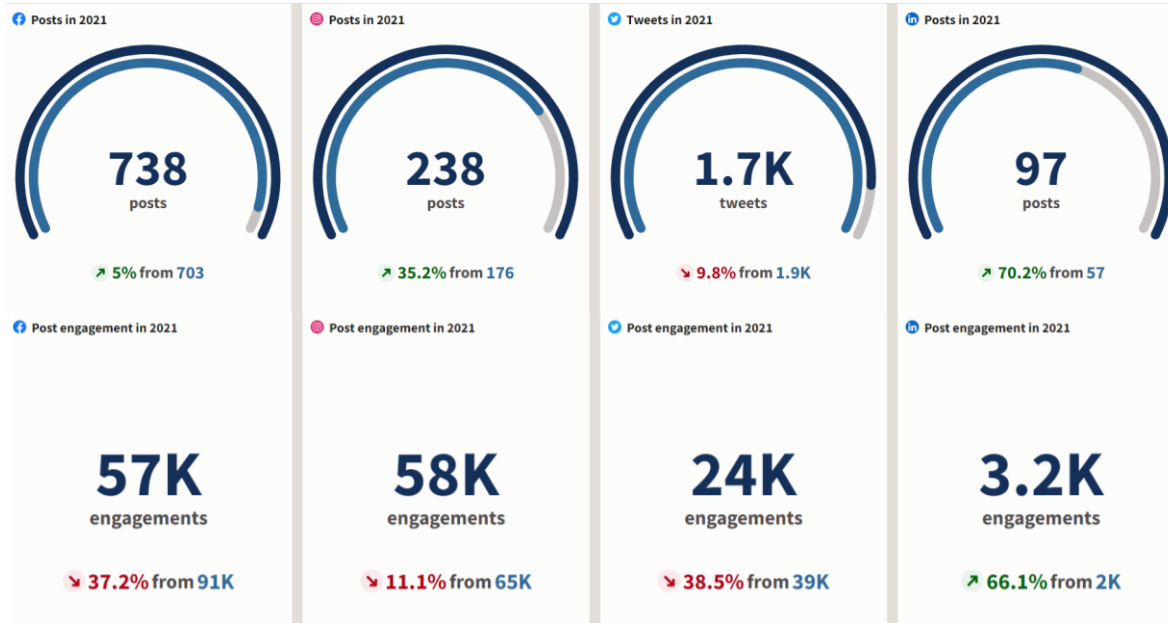 Posts in 2021
738
posts
5% from 703
Posts in 2021
238
posts
35.2% from 176
Tweets in 2021
1.7K
tweets
9.8% from 1.9K
Posts in 2021
97
posts
70.2% from 57
Post engagement in 2021
57K
engagements
37.2% from 91K
Post engagement in 2021
58K
engagements
11.1% from 65K
Post engagement in 2021
24K
engagements
38.5% from 39K
Post engagement in 2021
3.2K
engagements
66.1% from 2K